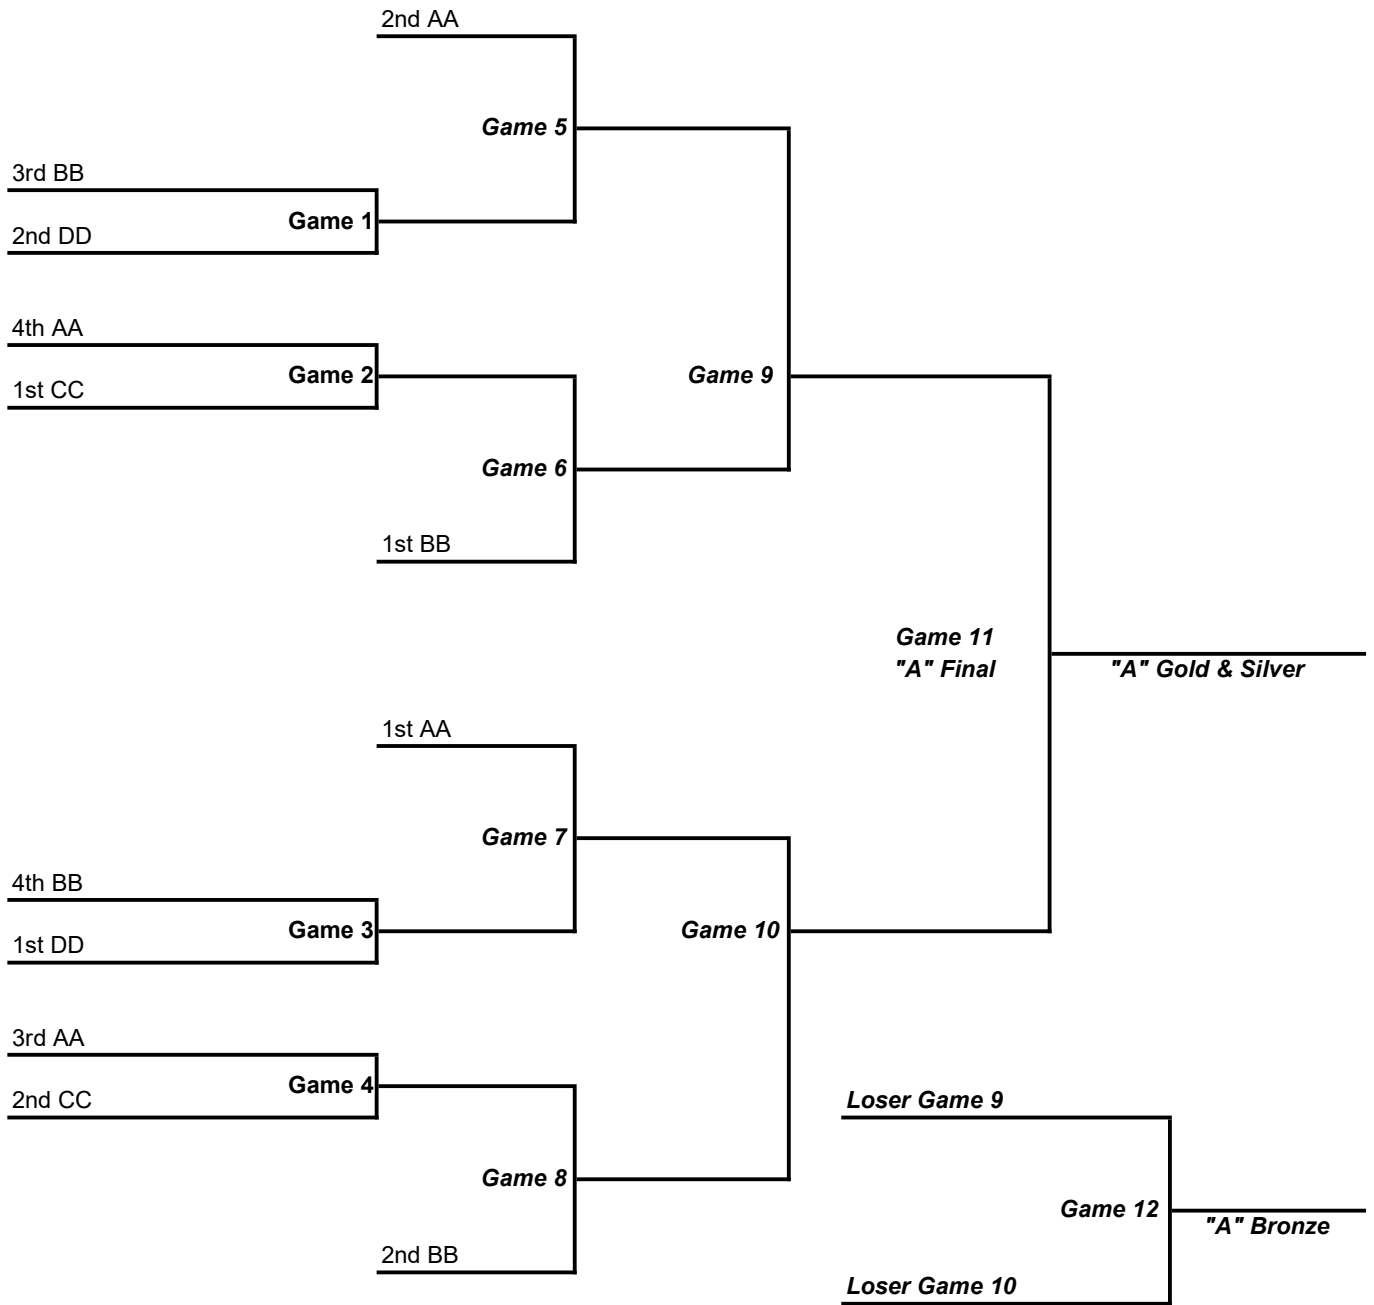 2nd AA
Game 5
3rd BB
Game 1
2nd DD
4th AA
Game 2
Game 9
1st CC
Game 6
1st BB
Game 11
"A" Final
"A" Gold & Silver
1st AA
Game 7
4th BB
Game 3
Game 10
1st DD
3rd AA
Game 4
2nd CC
Loser Game 9
Game 8
Game 12
"A" Bronze
2nd BB
Loser Game 10